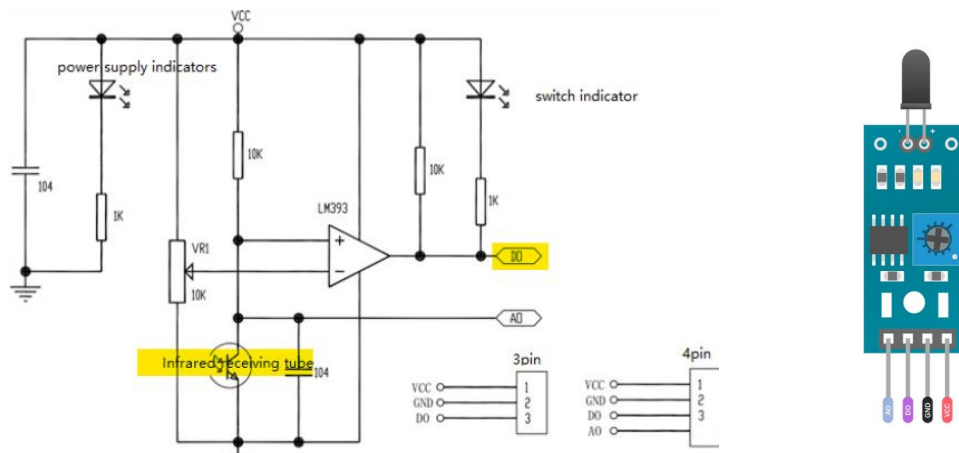 VCC
power supply indicators
switch indicator
10K
10K
104
1K
LM393
1K
VR1
+
−
DO
10K
AO
Infrared receiving tube
104
3pin
VCC 1
GND 2
DO 3
4pin
VCC 1
GND 2
DO 3
AO
- +
AO
DO
GND
VCC